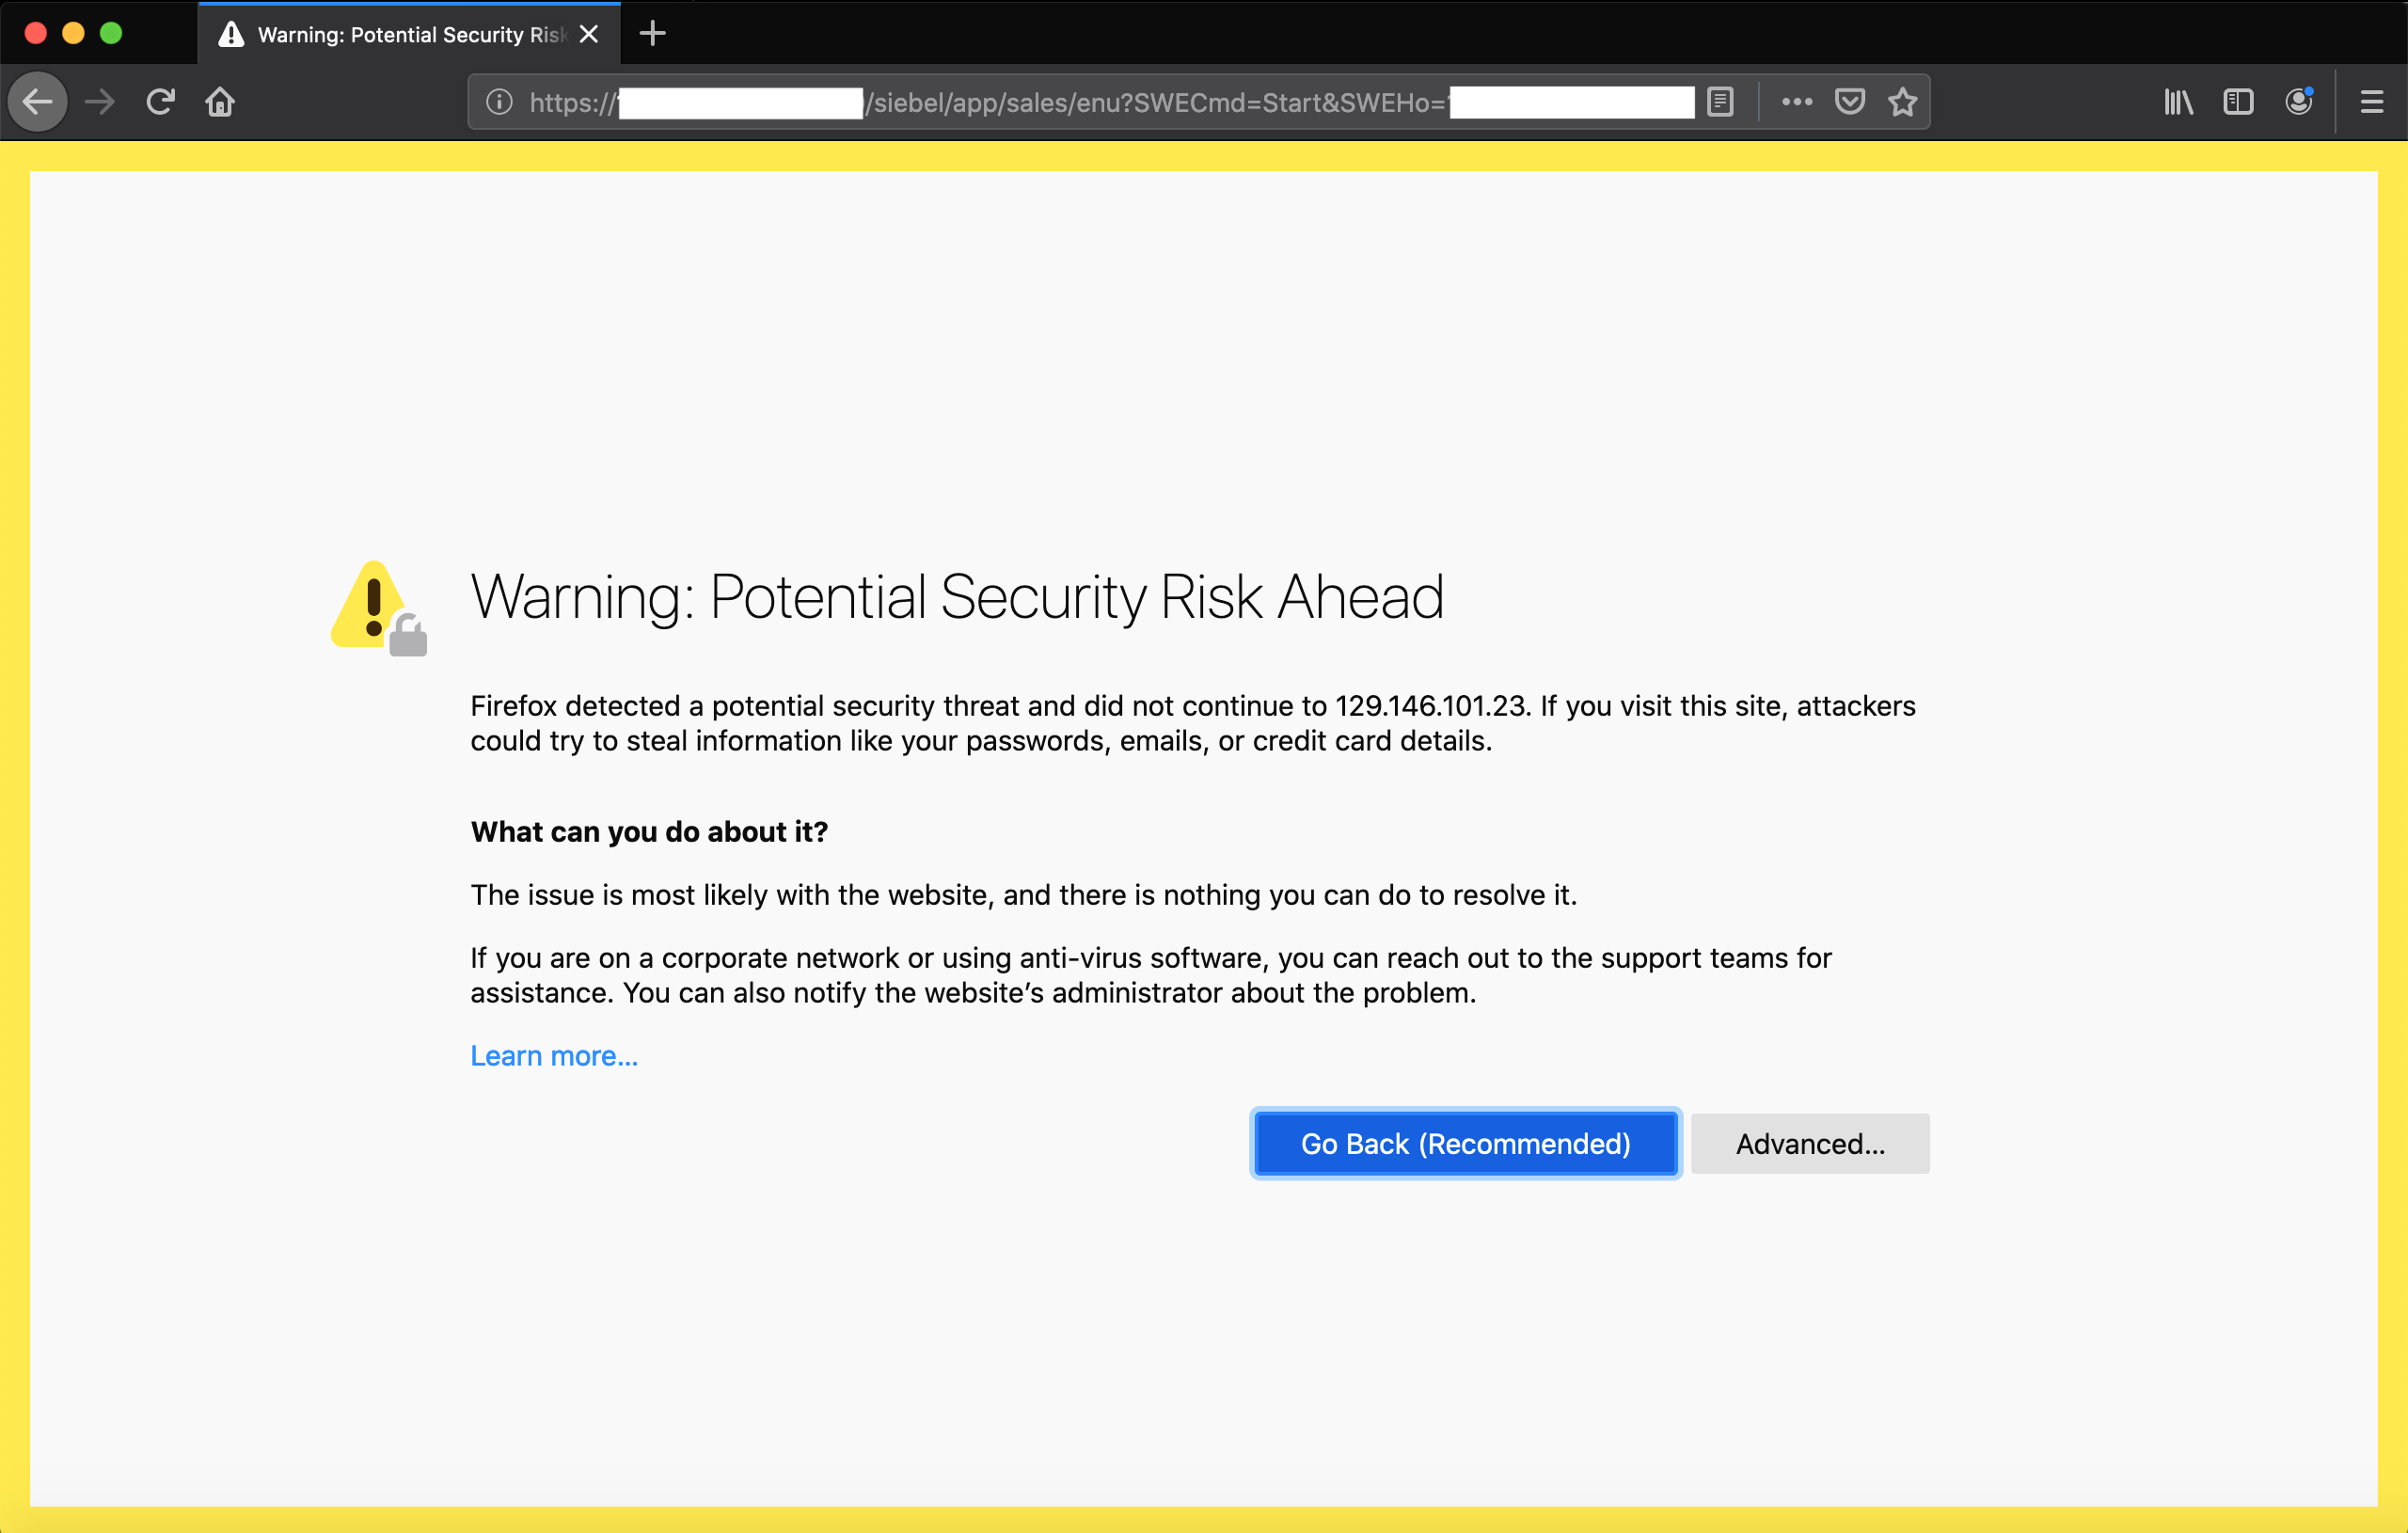 Warning: Potential Security Risk
https:// /siebel/app/sales/enu?SWECmd=Start&SWEHo=
Warning: Potential Security Risk Ahead
Firefox detected a potential security threat and did not continue to 129.146.101.23. If you visit this site, attackers
could try to steal information like your passwords, emails, or credit card details.
What can you do about it?
The issue is most likely with the website, and there is nothing you can do to resolve it.
If you are on a corporate network or using anti-virus software, you can reach out to the support teams for
assistance. You can also notify the website’s administrator about the problem.
Learn more...
Go Back (Recommended)
Advanced...